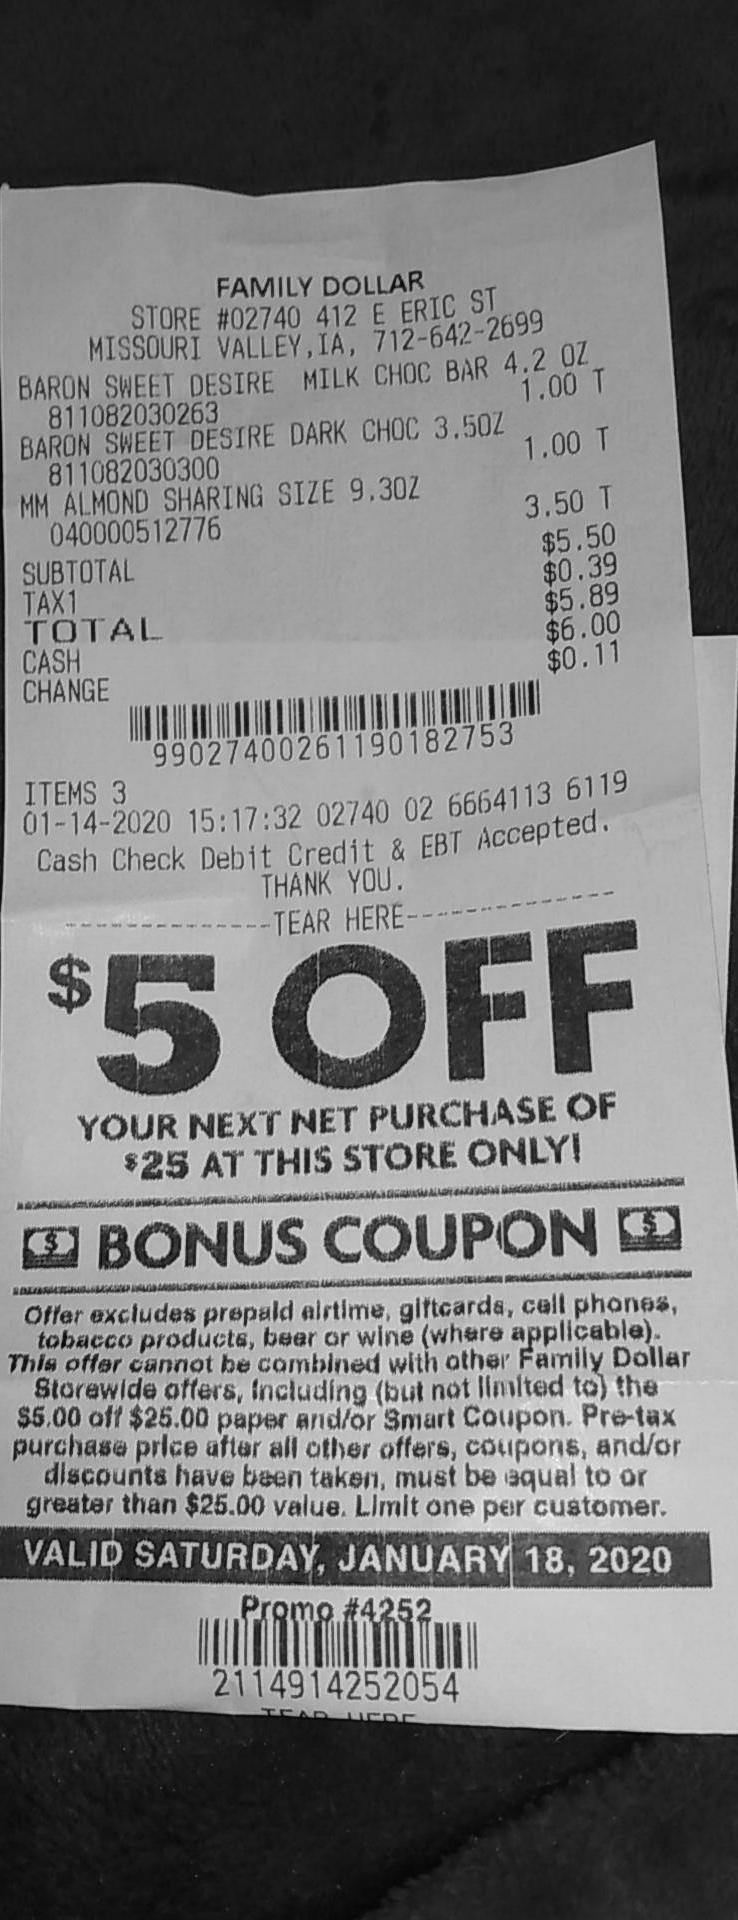 FAMILY DOLLAR
STORE #02740 412 E ERIC ST
MISSOURI VALLEY,IA, 712-642-2699
BARON SWEET DESIRE MILK CHOC BAR 4.2 OZ
811082030263 1.00 T
BARON SWEET DESIRE DARK CHOC 3.50Z
811082030300 1.00 T
MM ALMOND SHARING SIZE 9.30Z
040000512776 3.50 T
SUBTOTAL $5.50
TAX1 $0.39
TOTAL $5.89
CASH $6.00
CHANGE $0.11
99027400261190182753
ITEMS 3
01-14-2020 15:17:32 02740 02 6664113 6119
Cash Check Debit Credit & EBT Accepted.
THANK YOU.
--------------TEAR HERE--------------
$5 OFF
YOUR NEXT NET PURCHASE OF
$25 AT THIS STORE ONLY!
$ BONUS COUPON $
Offer excludes prepaid airtime, giftcards, cell phones,
tobacco products, beer or wine (where applicable).
This offer cannot be combined with other Family Dollar
Storewide offers, Including (but not limited to) the
$5.00 off $25.00 paper and/or Smart Coupon. Pre-tax
purchase price after all other offers, coupons, and/or
discounts have been taken, must be equal to or
greater than $25.00 value. Limit one per customer.
VALID SATURDAY, JANUARY 18, 2020
Promo #4252
2114914252054
TEAR HERE